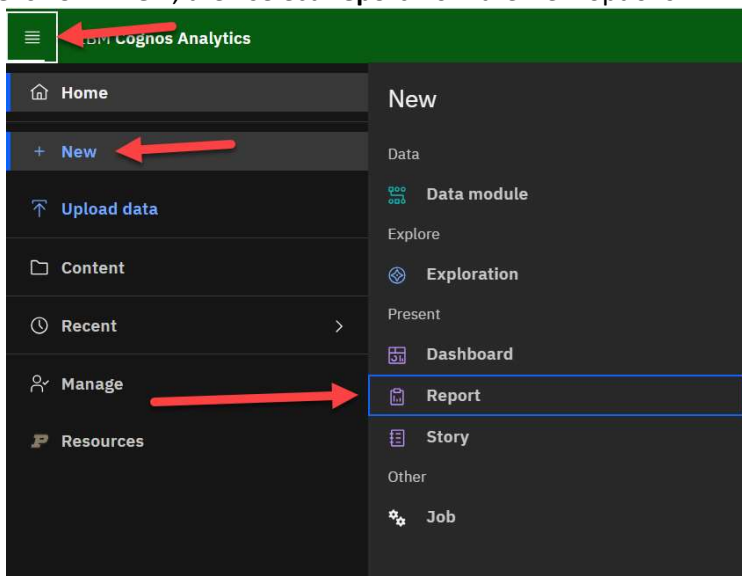 IBM Cognos Analytics
Home
New
New
Data
Upload data
Data module
Explore
Content
Exploration
Recent
Present
Dashboard
Manage
Report
Resources
Story
Other
Job